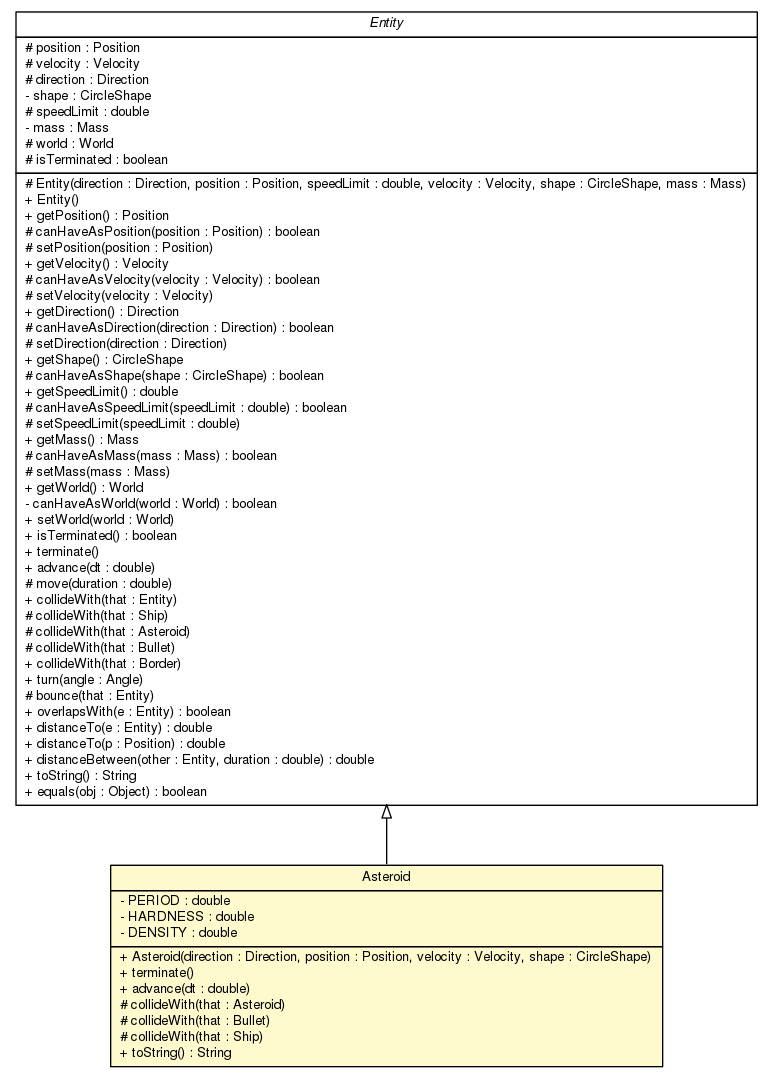 Entity
# position : Position
# velocity : Velocity
# direction : Direction
- shape : CircleShape
# speedLimit : double
- mass : Mass
# world : World
# isTerminated : boolean
# Entity(direction : Direction, position : Position, speedLimit : double, velocity : Velocity, shape : CircleShape, mass : Mass)
+ Entity()
+ getPosition() : Position
# canHaveAsPosition(position : Position) : boolean
# setPosition(position : Position)
+ getVelocity() : Velocity
# canHaveAsVelocity(velocity : Velocity) : boolean
# setVelocity(velocity : Velocity)
+ getDirection() : Direction
# canHaveAsDirection(direction : Direction) : boolean
# setDirection(direction : Direction)
+ getShape() : CircleShape
# canHaveAsShape(shape : CircleShape) : boolean
+ getSpeedLimit() : double
# canHaveAsSpeedLimit(speedLimit : double) : boolean
# setSpeedLimit(speedLimit : double)
+ getMass() : Mass
# canHaveAsMass(mass : Mass) : boolean
# setMass(mass : Mass)
+ getWorld() : World
- canHaveAsWorld(world : World) : boolean
+ setWorld(world : World)
+ isTerminated() : boolean
+ terminate()
+ advance(dt : double)
# move(duration : double)
+ collideWith(that : Entity)
# collideWith(that : Ship)
# collideWith(that : Asteroid)
# collideWith(that : Bullet)
+ collideWith(that : Border)
+ turn(angle : Angle)
# bounce(that : Entity)
+ overlapsWith(e : Entity) : boolean
+ distanceTo(e : Entity) : double
+ distanceTo(p : Position) : double
+ distanceBetween(other : Entity, duration : double) : double
+ toString() : String
+ equals(obj : Object) : boolean
Asteroid
- PERIOD : double
- HARDNESS : double
- DENSITY : double
+ Asteroid(direction : Direction, position : Position, velocity : Velocity, shape : CircleShape)
+ terminate()
+ advance(dt : double)
# collideWith(that : Asteroid)
# collideWith(that : Bullet)
# collideWith(that : Ship)
+ toString() : String